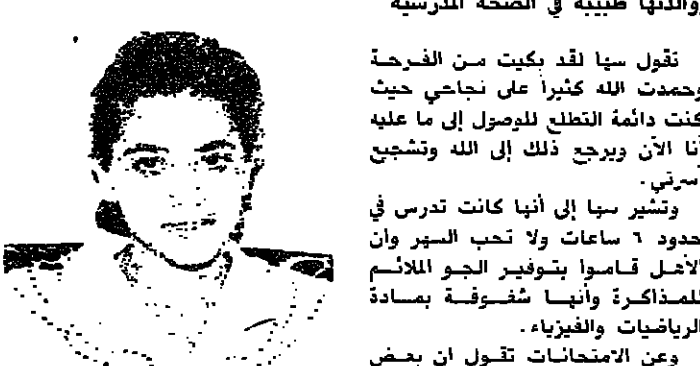 والدتها طبيبة في الصحة المدرسية
تقول سها لقد بكيت من الفرحة
وحمدت الله كثيرا على نجاحي حيث
كنت دائمة التطلع للوصول إلى ما عليه
أنا الآن ويرجع ذلك إلى الله وتشجيع
أسرتي.
وتشير سها إلى أنها كانت تدرس في
حدود ٦ ساعات ولا تحب السهر وان
الأهل قاموا بتوفير الجو الملائم
للمذاكرة وأنها شغوفة بمادة
الرياضيات والفيزياء.
وعن الامتحانات تقول ان بعض